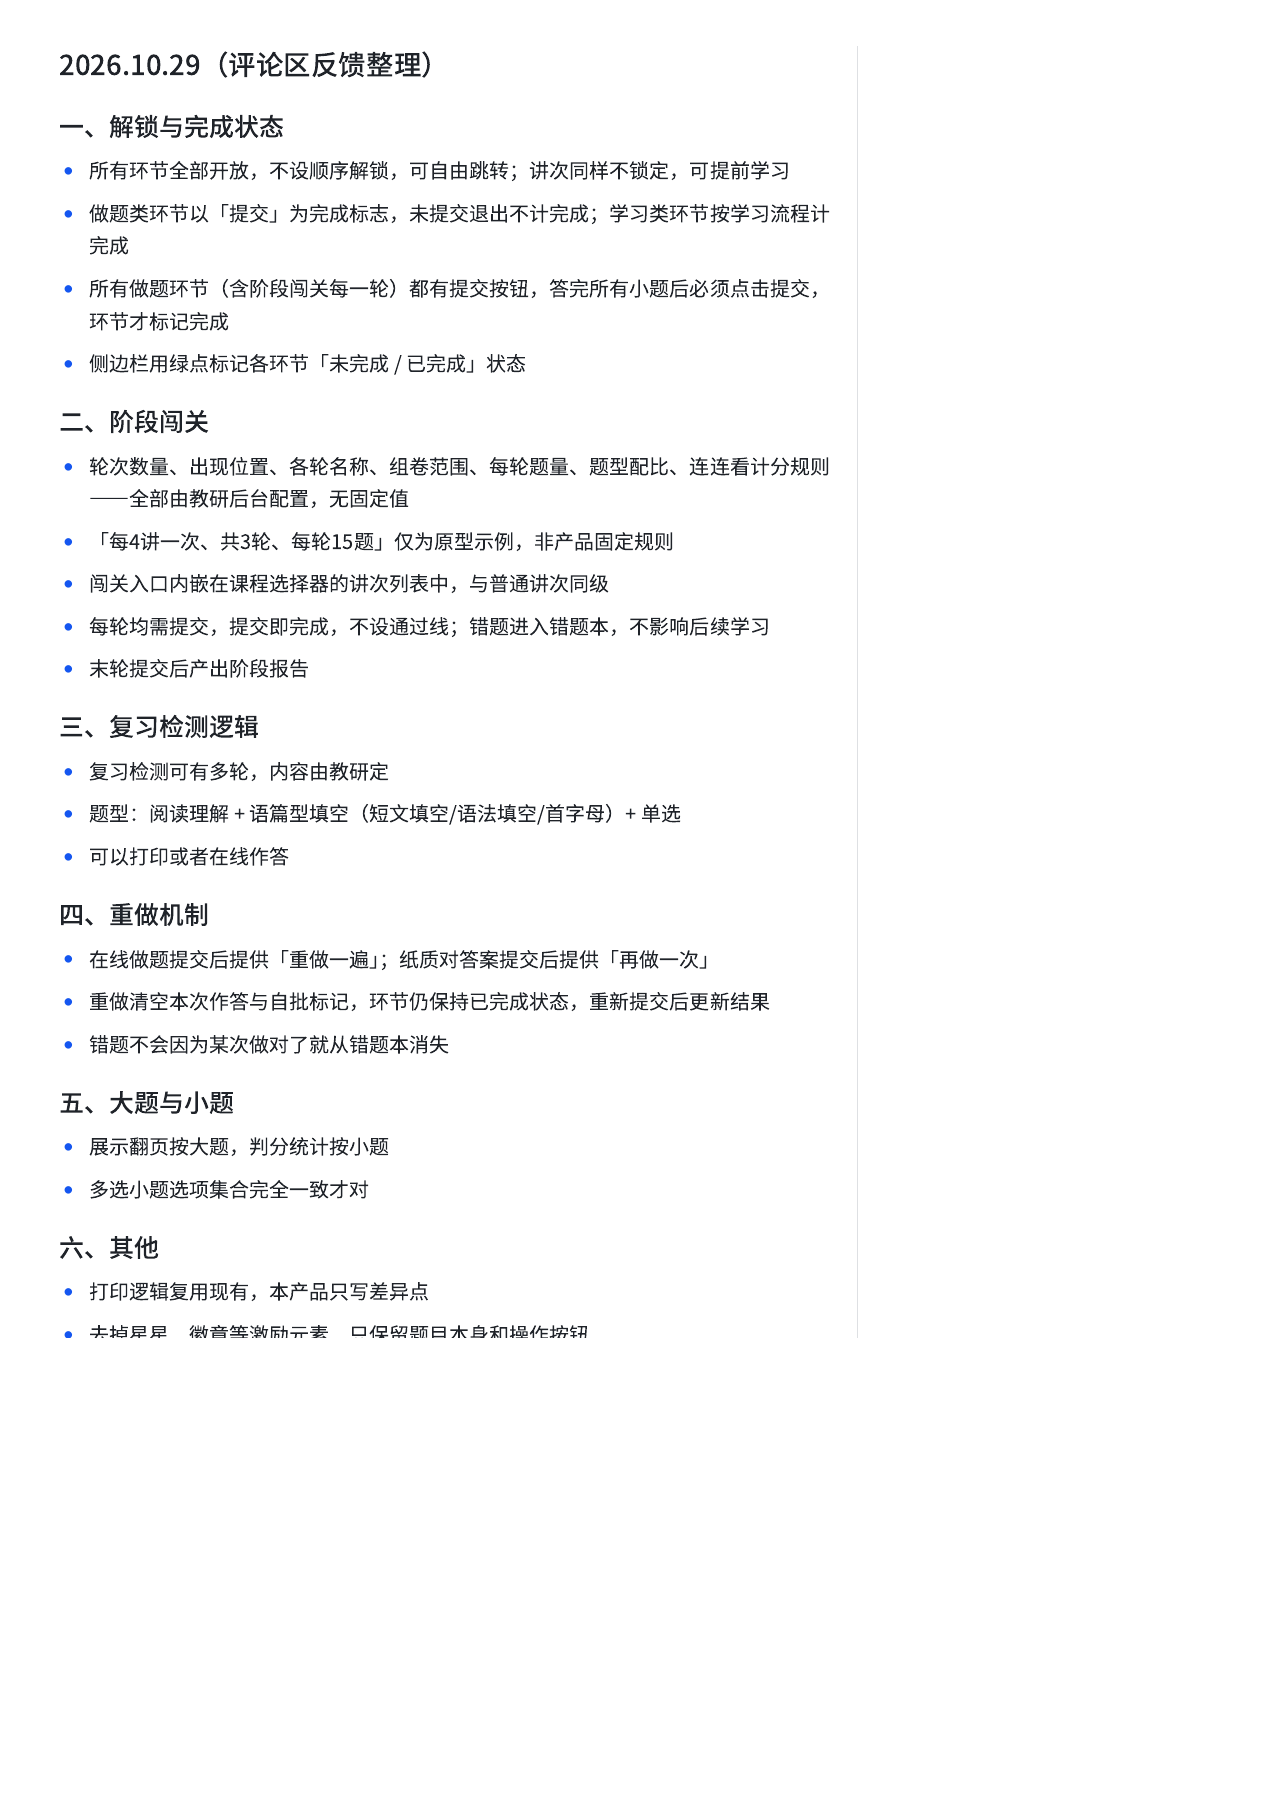 2026.10.29（评论区反馈整理）
一、解锁与完成状态
所有环节全部开放，不设顺序解锁，可自由跳转；讲次同样不锁定，可提前学习
做题类环节以「提交」为完成标志，未提交退出不计完成；学习类环节按学习流程计
完成
所有做题环节（含阶段闯关每一轮）都有提交按钮，答完所有小题后必须点击提交，
环节才标记完成
侧边栏用绿点标记各环节「未完成 / 已完成」状态
二、阶段闯关
轮次数量、出现位置、各轮名称、组卷范围、每轮题量、题型配比、连连看计分规则
——全部由教研后台配置，无固定值
「每4讲一次、共3轮、每轮15题」仅为原型示例，非产品固定规则
闯关入口内嵌在课程选择器的讲次列表中，与普通讲次同级
每轮均需提交，提交即完成，不设通过线；错题进入错题本，不影响后续学习
末轮提交后产出阶段报告
三、复习检测逻辑
复习检测可有多轮，内容由教研定
题型：阅读理解 + 语篇型填空（短文填空/语法填空/首字母）+ 单选
可以打印或者在线作答
四、重做机制
在线做题提交后提供「重做一遍」；纸质对答案提交后提供「再做一次」
重做清空本次作答与自批标记，环节仍保持已完成状态，重新提交后更新结果
错题不会因为某次做对了就从错题本消失
五、大题与小题
展示翻页按大题，判分统计按小题
多选小题选项集合完全一致才对
六、其他
打印逻辑复用现有，本产品只写差异点
去掉星星、徽章等激励元素，只保留题目本身和操作按钮